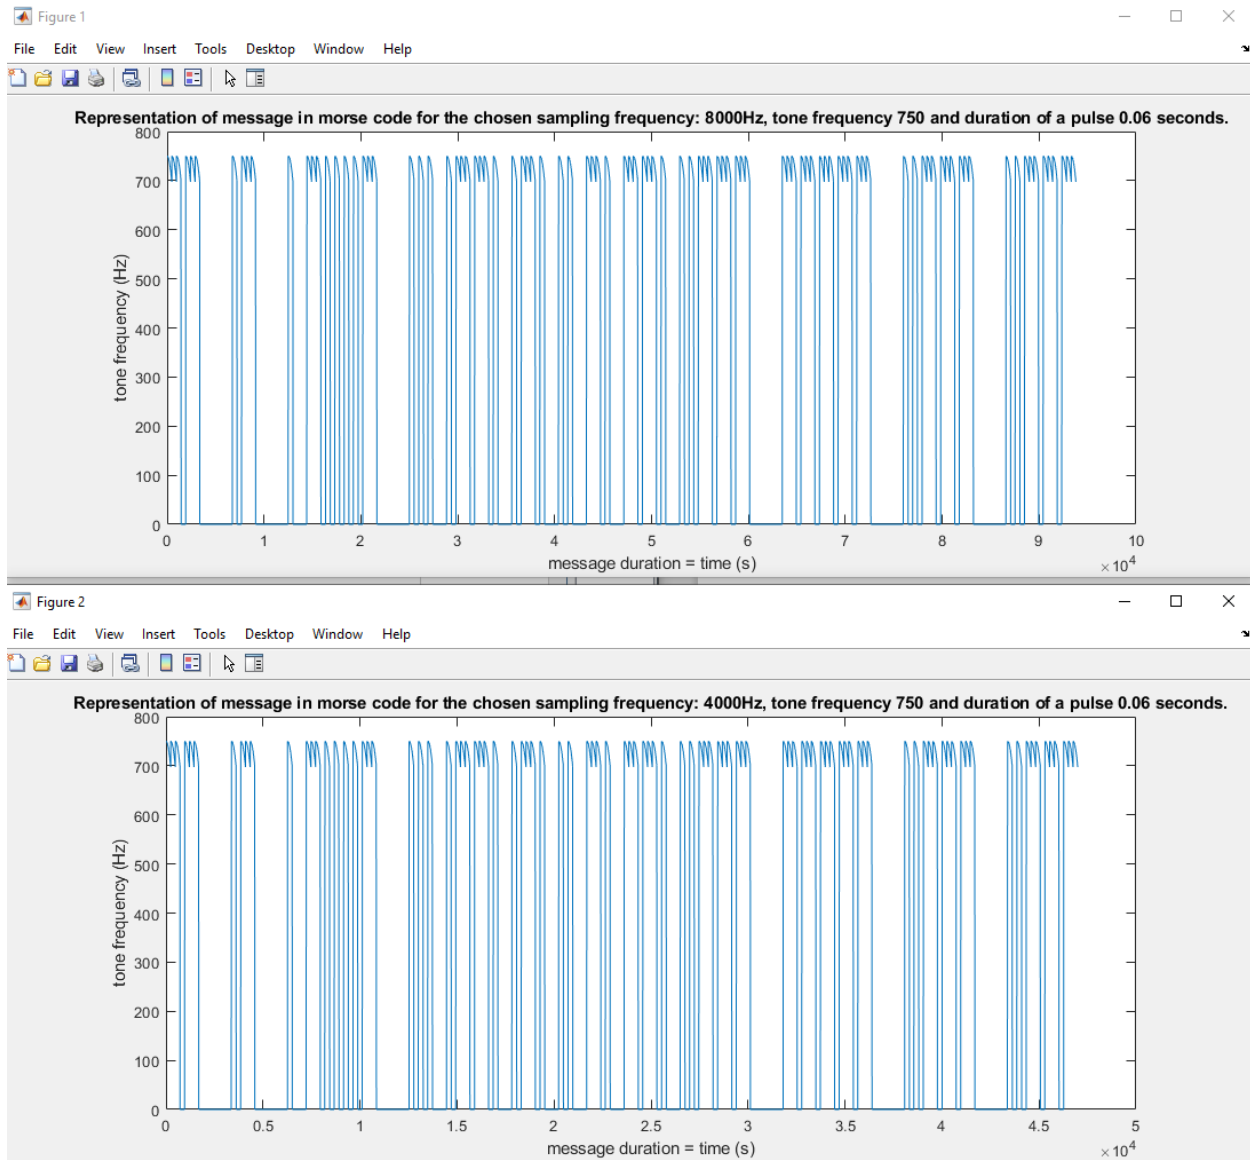 Figure 1
File Edit View Insert Tools Desktop Window Help
Representation of message in morse code for the chosen sampling frequency: 8000Hz, tone frequency 750 and duration of a pulse 0.06 seconds.
800
700
600
500
400
300
200
100
0
tone frequency (Hz)
0 1 2 3 4 5 6 7 8 9 10
message duration = time (s)
×10^4
Figure 2
File Edit View Insert Tools Desktop Window Help
Representation of message in morse code for the chosen sampling frequency: 4000Hz, tone frequency 750 and duration of a pulse 0.06 seconds.
800
700
600
500
400
300
200
100
0
tone frequency (Hz)
0 0.5 1 1.5 2 2.5 3 3.5 4 4.5 5
message duration = time (s)
×10^4